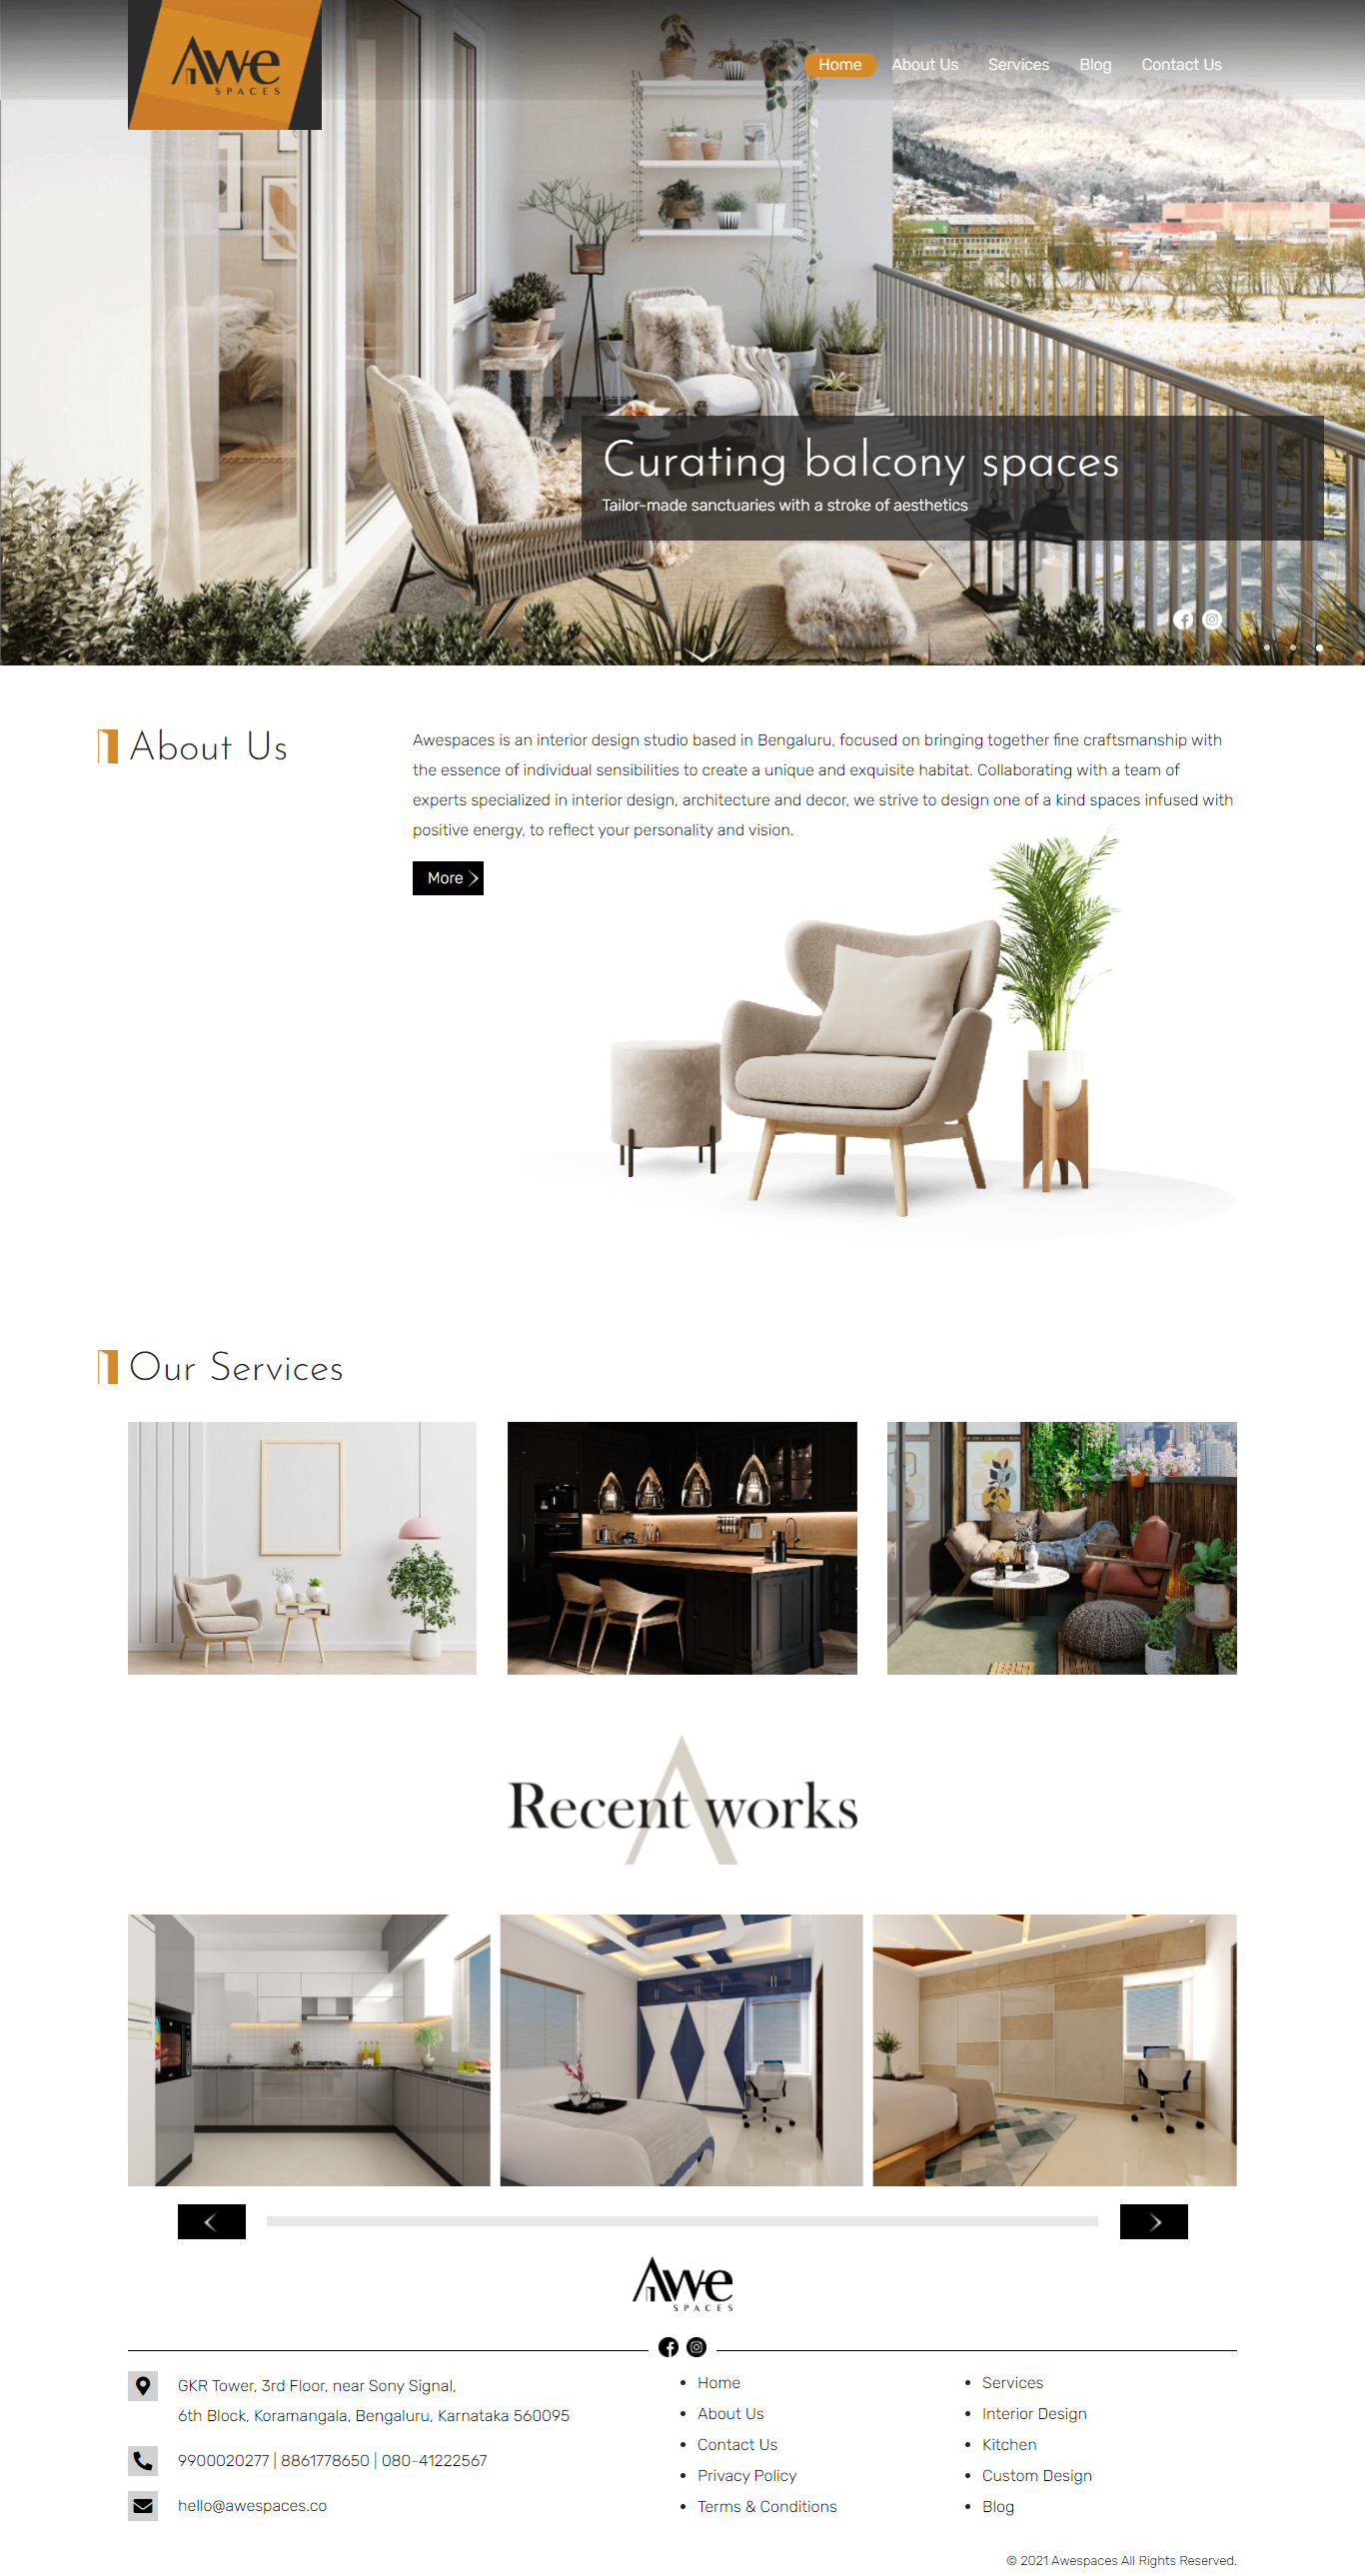 Awe
SPACES
Home
About Us
Services
Blog
Contact Us
Curating balcony spaces
Tailor-made sanctuaries with a stroke of aesthetics
About Us
Awespaces is an interior design studio based in Bengaluru, focused on bringing together fine craftsmanship with
the essence of individual sensibilities to create a unique and exquisite habitat. Collaborating with a team of
experts specialized in interior design, architecture and decor, we strive to design one of a kind spaces infused with
positive energy, to reflect your personality and vision.
More
Our Services
Recent works
Awe
SPACES
GKR Tower, 3rd Floor, near Sony Signal,
6th Block, Koramangala, Bengaluru, Karnataka 560095
9900020277 | 8861778650 | 080-41222567
hello@awespaces.co
Home
About Us
Contact Us
Privacy Policy
Terms & Conditions
Services
Interior Design
Kitchen
Custom Design
Blog
© 2021 Awespaces All Rights Reserved.